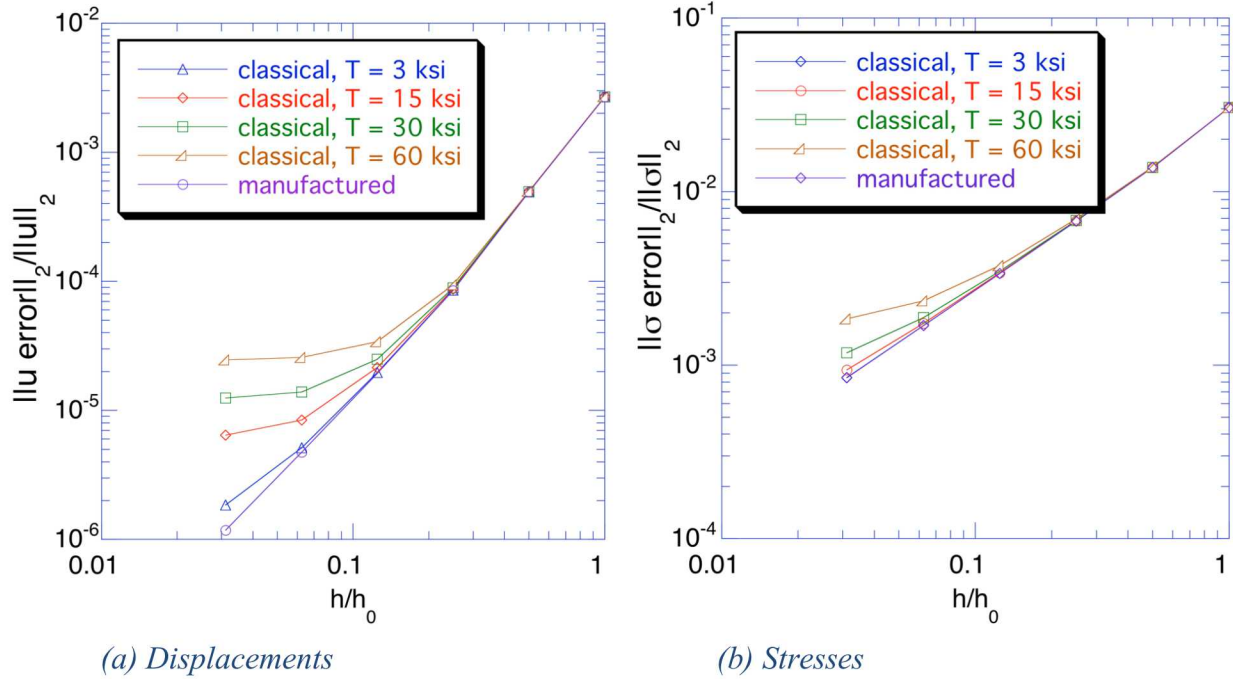 10^-2
classical, T = 3 ksi
classical, T = 15 ksi
classical, T = 30 ksi
classical, T = 60 ksi
manufactured
10^-3
10^-4
10^-5
10^-6
||u error||_2/||u||_2
0.01
0.1
1
h/h_0
(a) Displacements
10^-1
classical, T = 3 ksi
classical, T = 15 ksi
classical, T = 30 ksi
classical, T = 60 ksi
manufactured
10^-2
10^-3
10^-4
||σ error||_2/||σ||_2
0.01
0.1
1
h/h_0
(b) Stresses